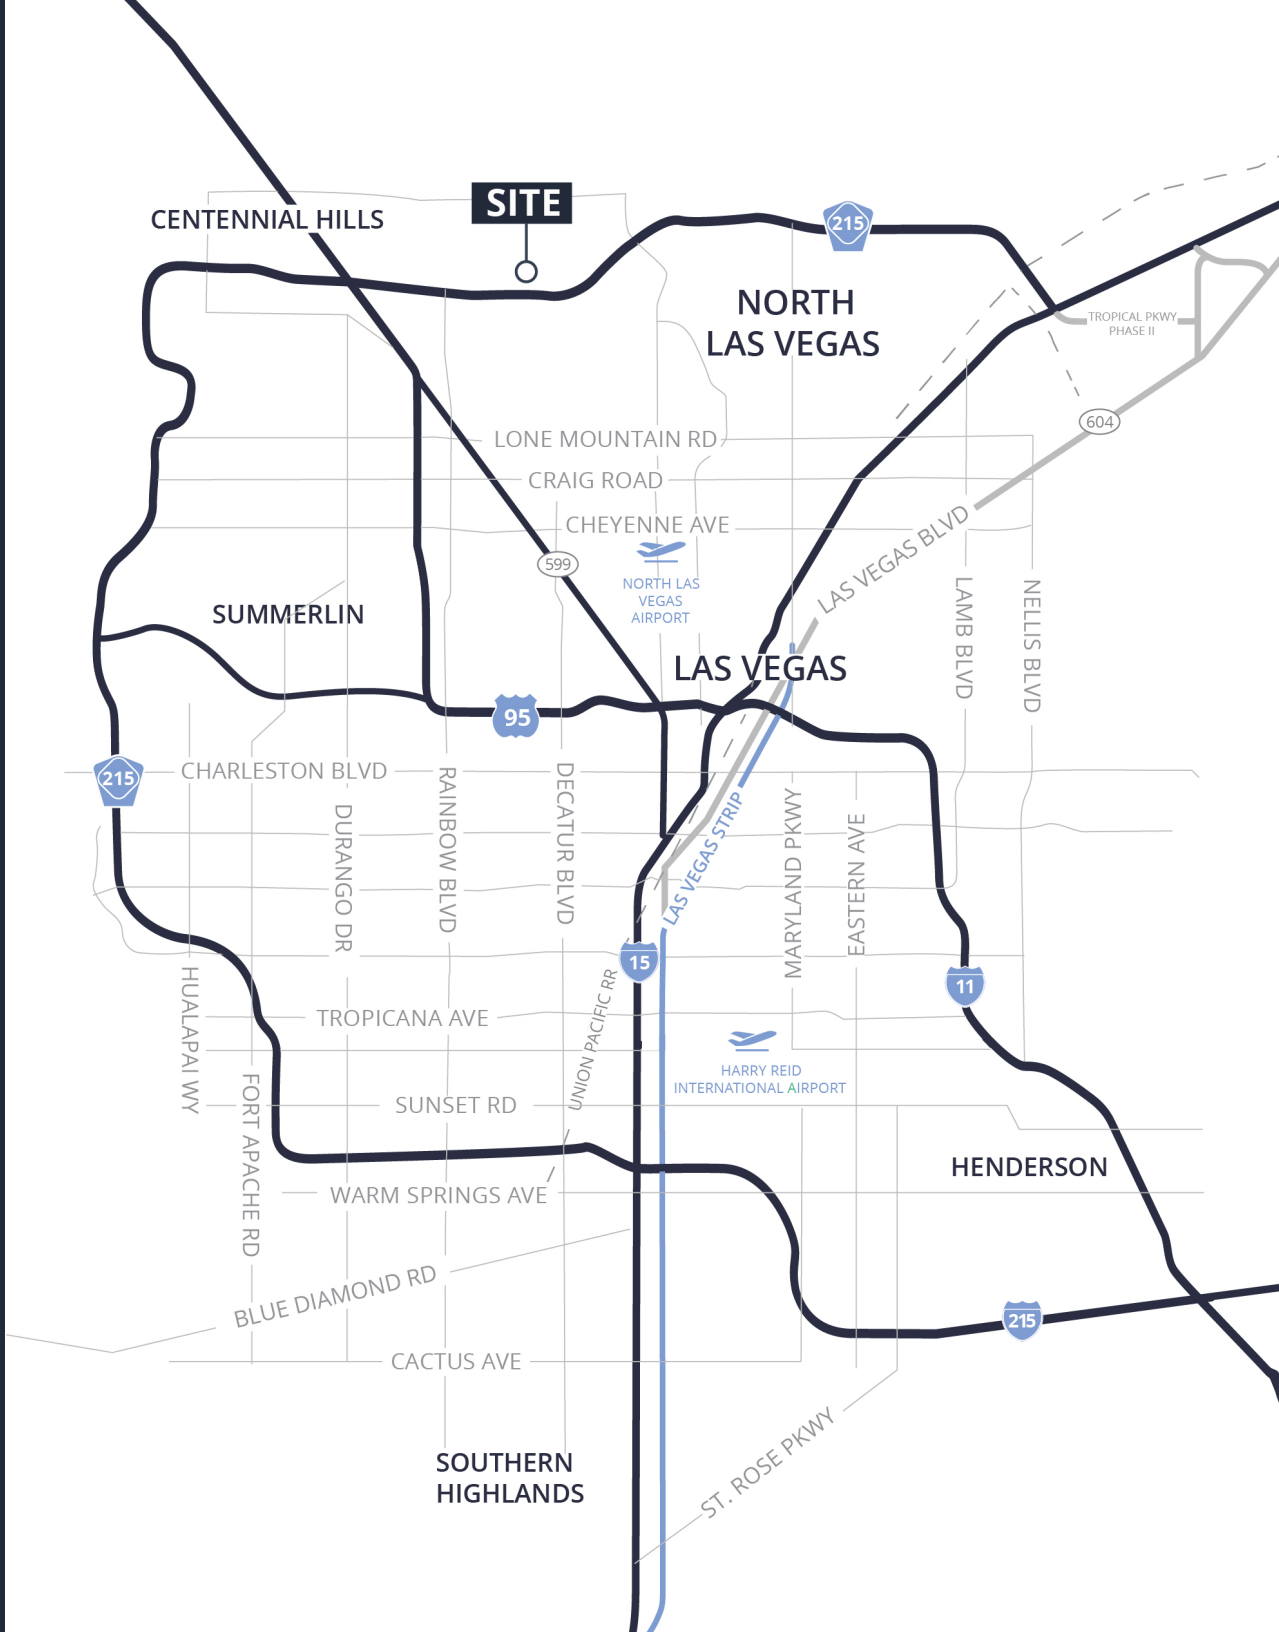 SITE
CENTENNIAL HILLS
215
NORTH
LAS VEGAS
TROPICAL PKWY
PHASE II
604
LONE MOUNTAIN RD
CRAIG ROAD
CHEYENNE AVE
LAS VEGAS BLVD
599
NORTH LAS
VEGAS
AIRPORT
SUMMERLIN
LAMB BLVD
NELLIS BLVD
LAS VEGAS
95
215
CHARLESTON BLVD
DURANGO DR
RAINBOW BLVD
DECATUR BLVD
LAS VEGAS STRIP
MARYLAND PKWY
EASTERN AVE
15
11
HUALAPAI WY
TROPICANA AVE
UNION PACIFIC RR
HARRY REID
INTERNATIONAL AIRPORT
FORT APACHE RD
SUNSET RD
HENDERSON
WARM SPRINGS AVE
BLUE DIAMOND RD
215
CACTUS AVE
ST. ROSE PKWY
SOUTHERN
HIGHLANDS